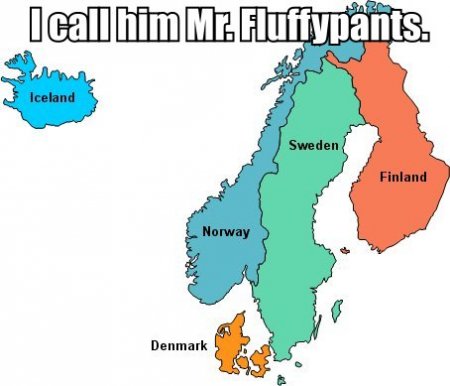 I call him Mr. Fluffypants.
Iceland
Sweden
Finland
Norway
Denmark